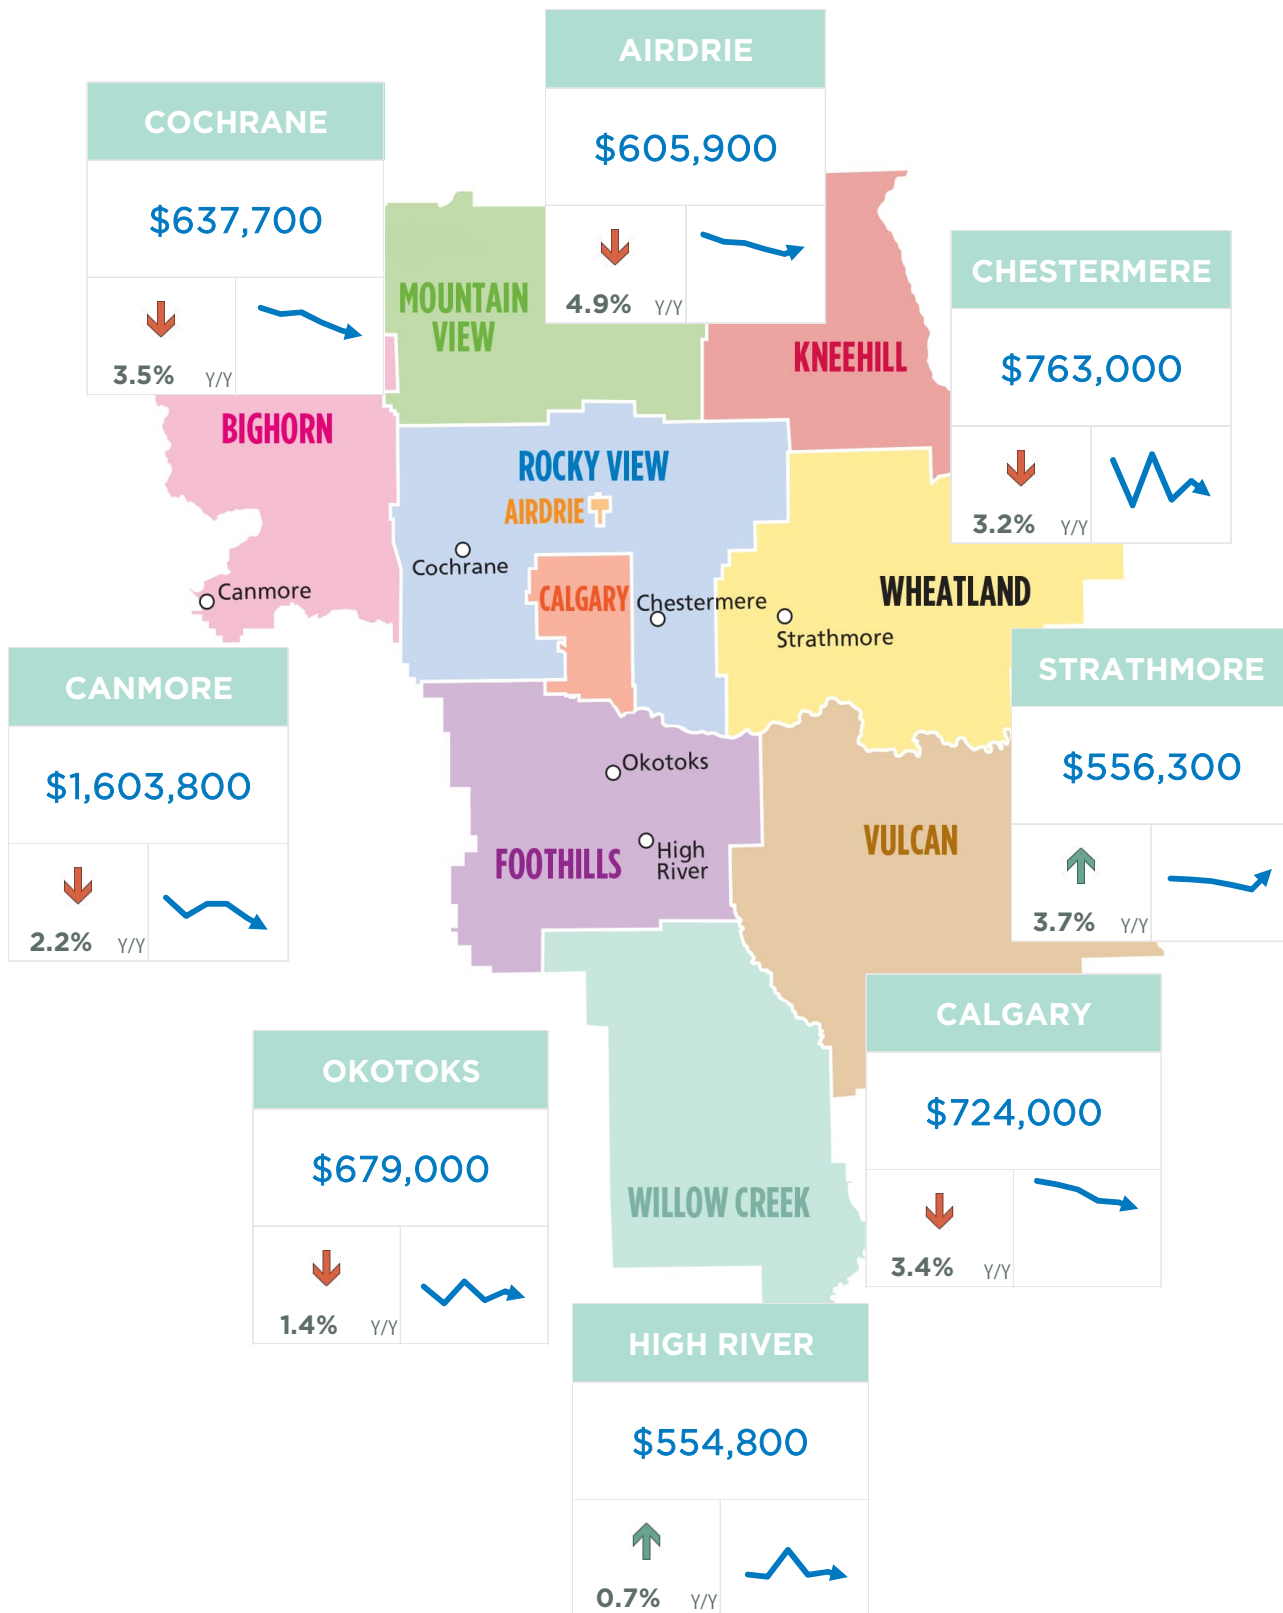 AIRDRIE
$605,900
4.9% Y/Y
COCHRANE
$637,700
3.5% Y/Y
CHESTERMERE
$763,000
3.2% Y/Y
MOUNTAIN
VIEW
KNEEHILL
BIGHORN
ROCKY VIEW
AIRDRIE
Cochrane
Canmore
CALGARY
Chestermere
WHEATLAND
Strathmore
CANMORE
$1,603,800
2.2% Y/Y
STRATHMORE
$556,300
3.7% Y/Y
Okotoks
High
River
FOOTHILLS
VULCAN
CALGARY
$724,000
3.4% Y/Y
OKOTOKS
$679,000
1.4% Y/Y
WILLOW CREEK
HIGH RIVER
$554,800
0.7% Y/Y